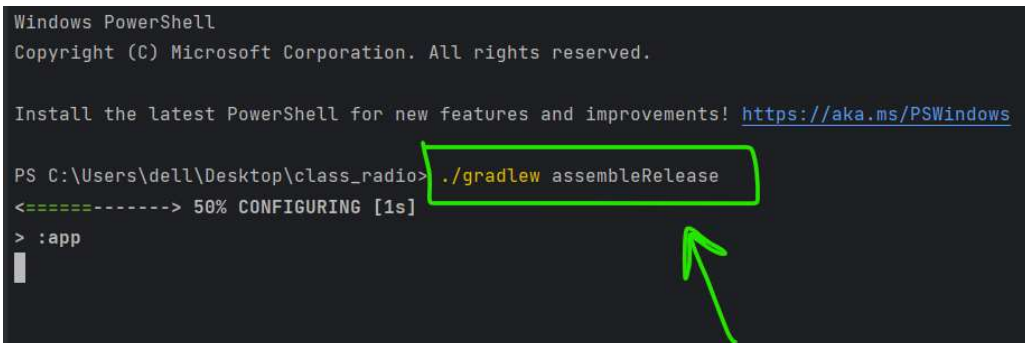 Windows PowerShell
Copyright (C) Microsoft Corporation. All rights reserved.
Install the latest PowerShell for new features and improvements! https://aka.ms/PSWindows
PS C:\Users\dell\Desktop\class_radio> ./gradlew assembleRelease
<======-------> 50% CONFIGURING [1s]
> :app